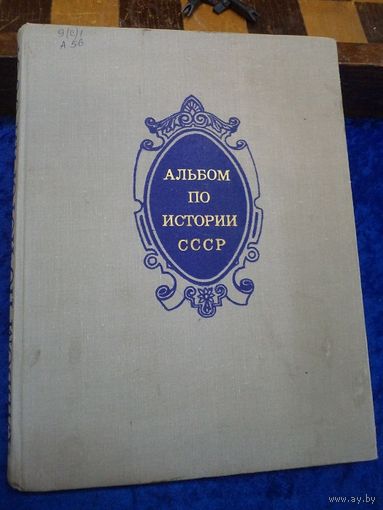 9(с)1
А 56
АЛЬБОМ
ПО
ИСТОРИИ
СССР
www.ay.by